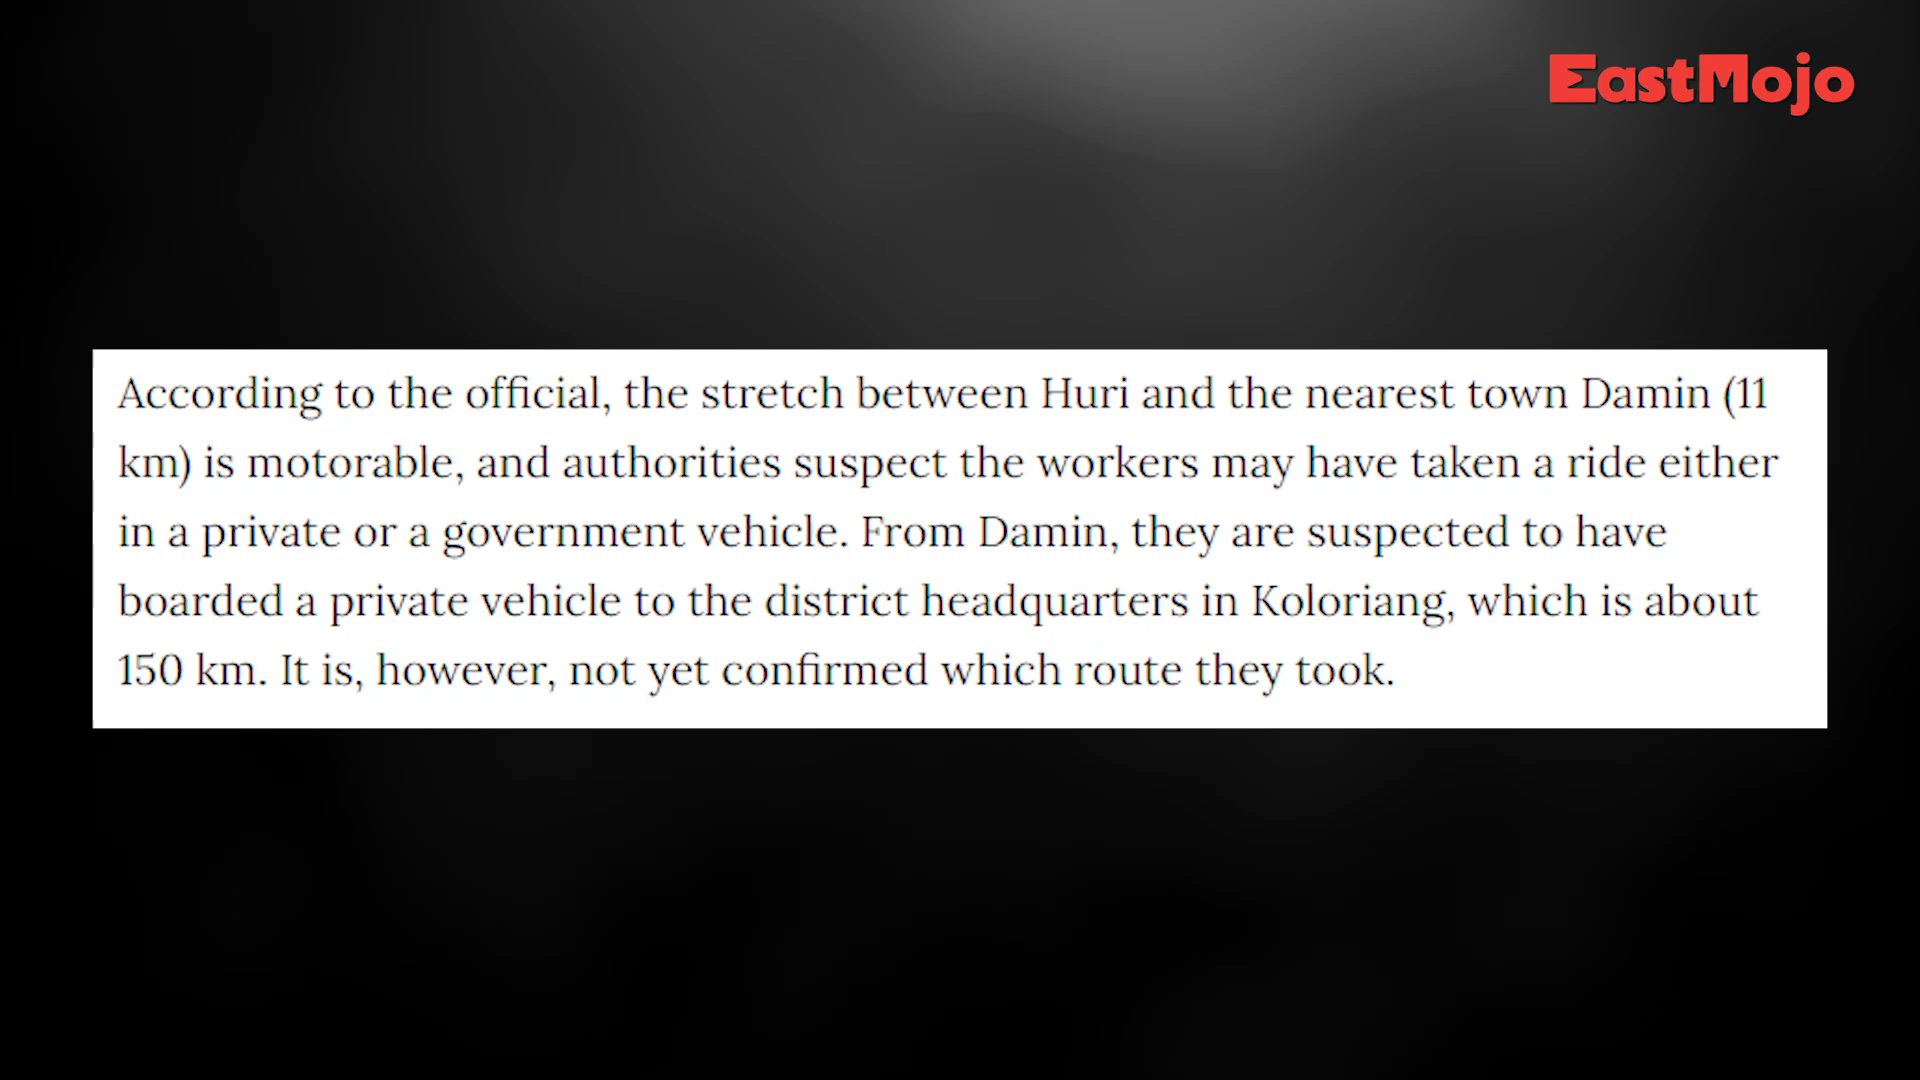 EastMojo
According to the official, the stretch between Huri and the nearest town Damin (11
km) is motorable, and authorities suspect the workers may have taken a ride either
in a private or a government vehicle. From Damin, they are suspected to have
boarded a private vehicle to the district headquarters in Koloriang, which is about
150 km. It is, however, not yet confirmed which route they took.